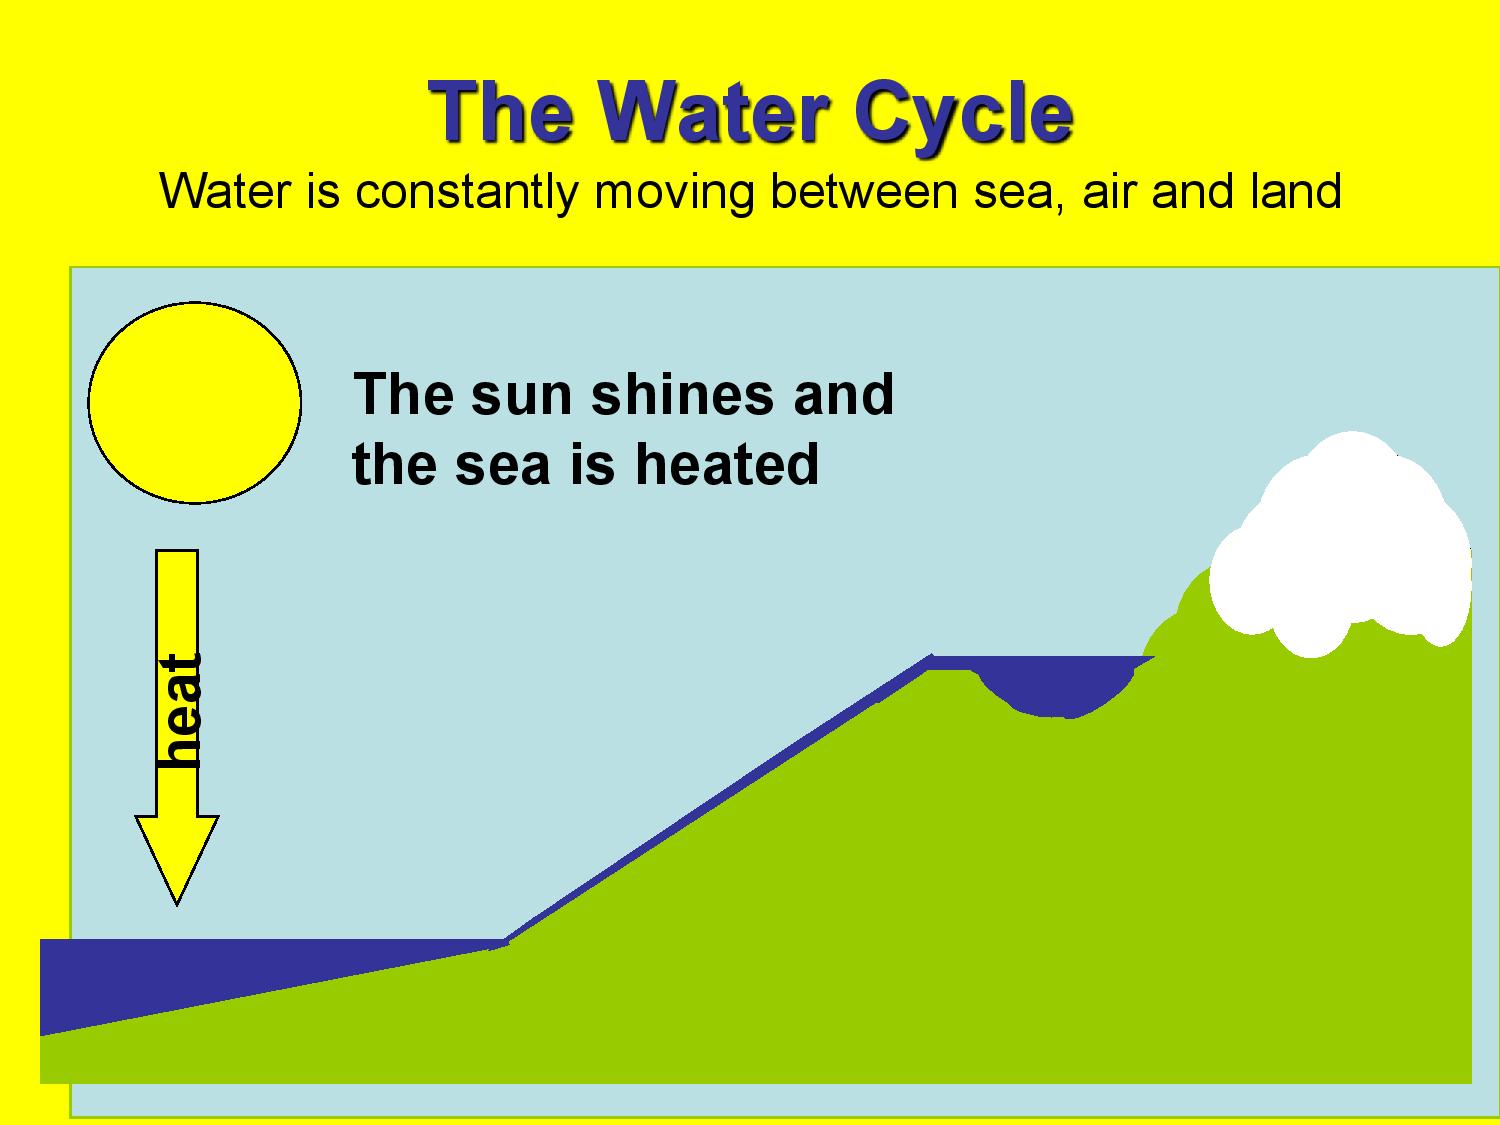 The Water Cycle
Water is constantly moving between sea, air and land
The sun shines and
the sea is heated
heat